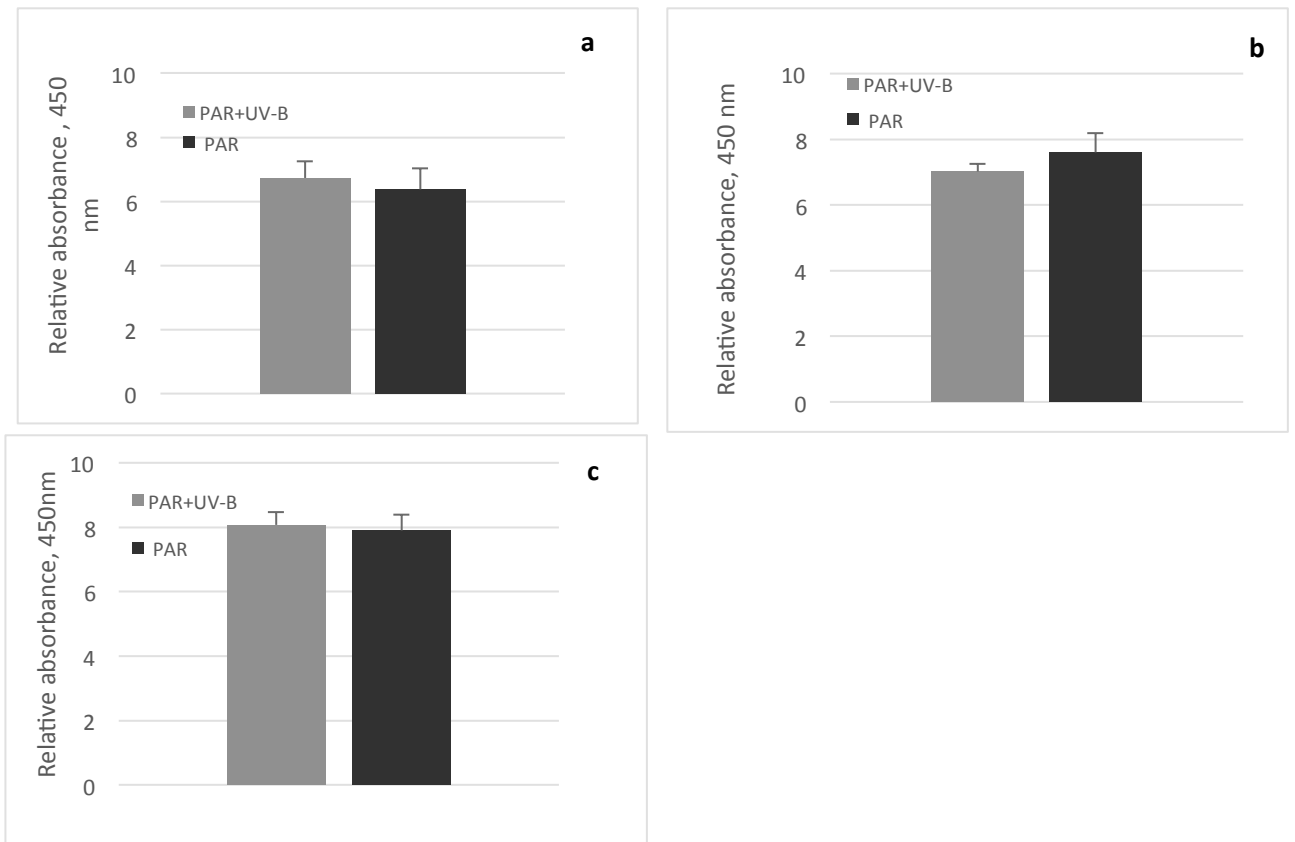 a
Relative absorbance , 450
nm
10
8
6
4
2
0
PAR+UV-B
PAR
b
Relative absorbance, 450 nm
10
8
6
4
2
0
PAR+UV-B
PAR
c
Relative absorbance, 450nm
10
8
6
4
2
0
PAR+UV-B
PAR